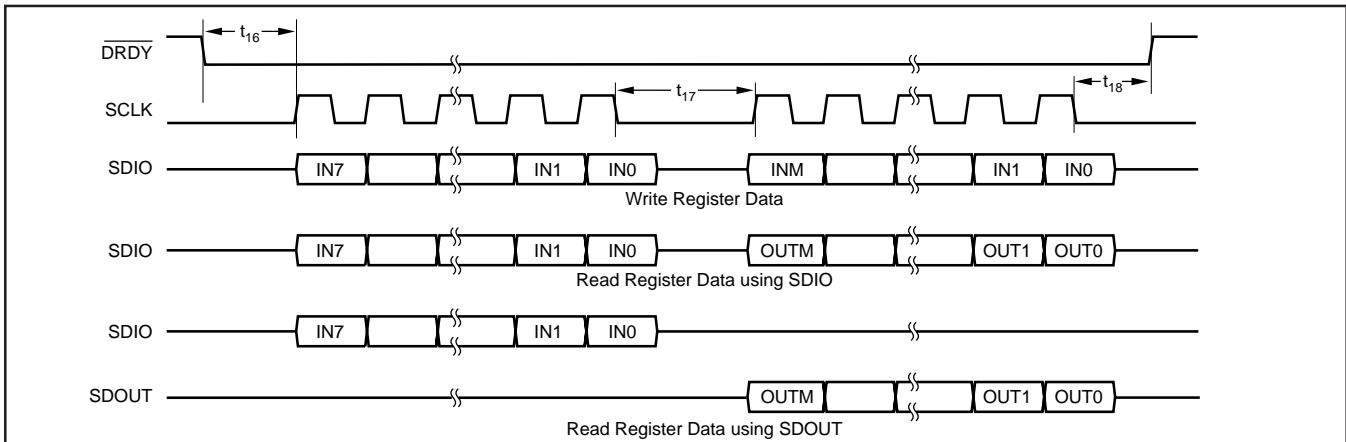 DRDY
t16
SCLK
t17
t18
SDIO IN7 IN1 IN0 INM IN1 IN0
Write Register Data
SDIO IN7 IN1 IN0 OUTM OUT1 OUT0
Read Register Data using SDIO
SDIO IN7 IN1 IN0
SDOUT OUTM OUT1 OUT0
Read Register Data using SDOUT